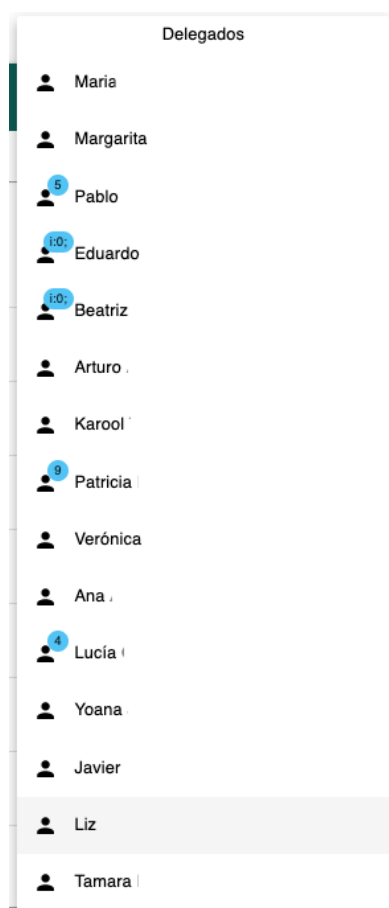 Delegados
Maria
Margarita
5
Pablo
i:0;
Eduardo
i:0;
Beatriz
Arturo
Karool
9
Patricia
Verónica
Ana
4
Lucía
Yoana
Javier
Liz
Tamara